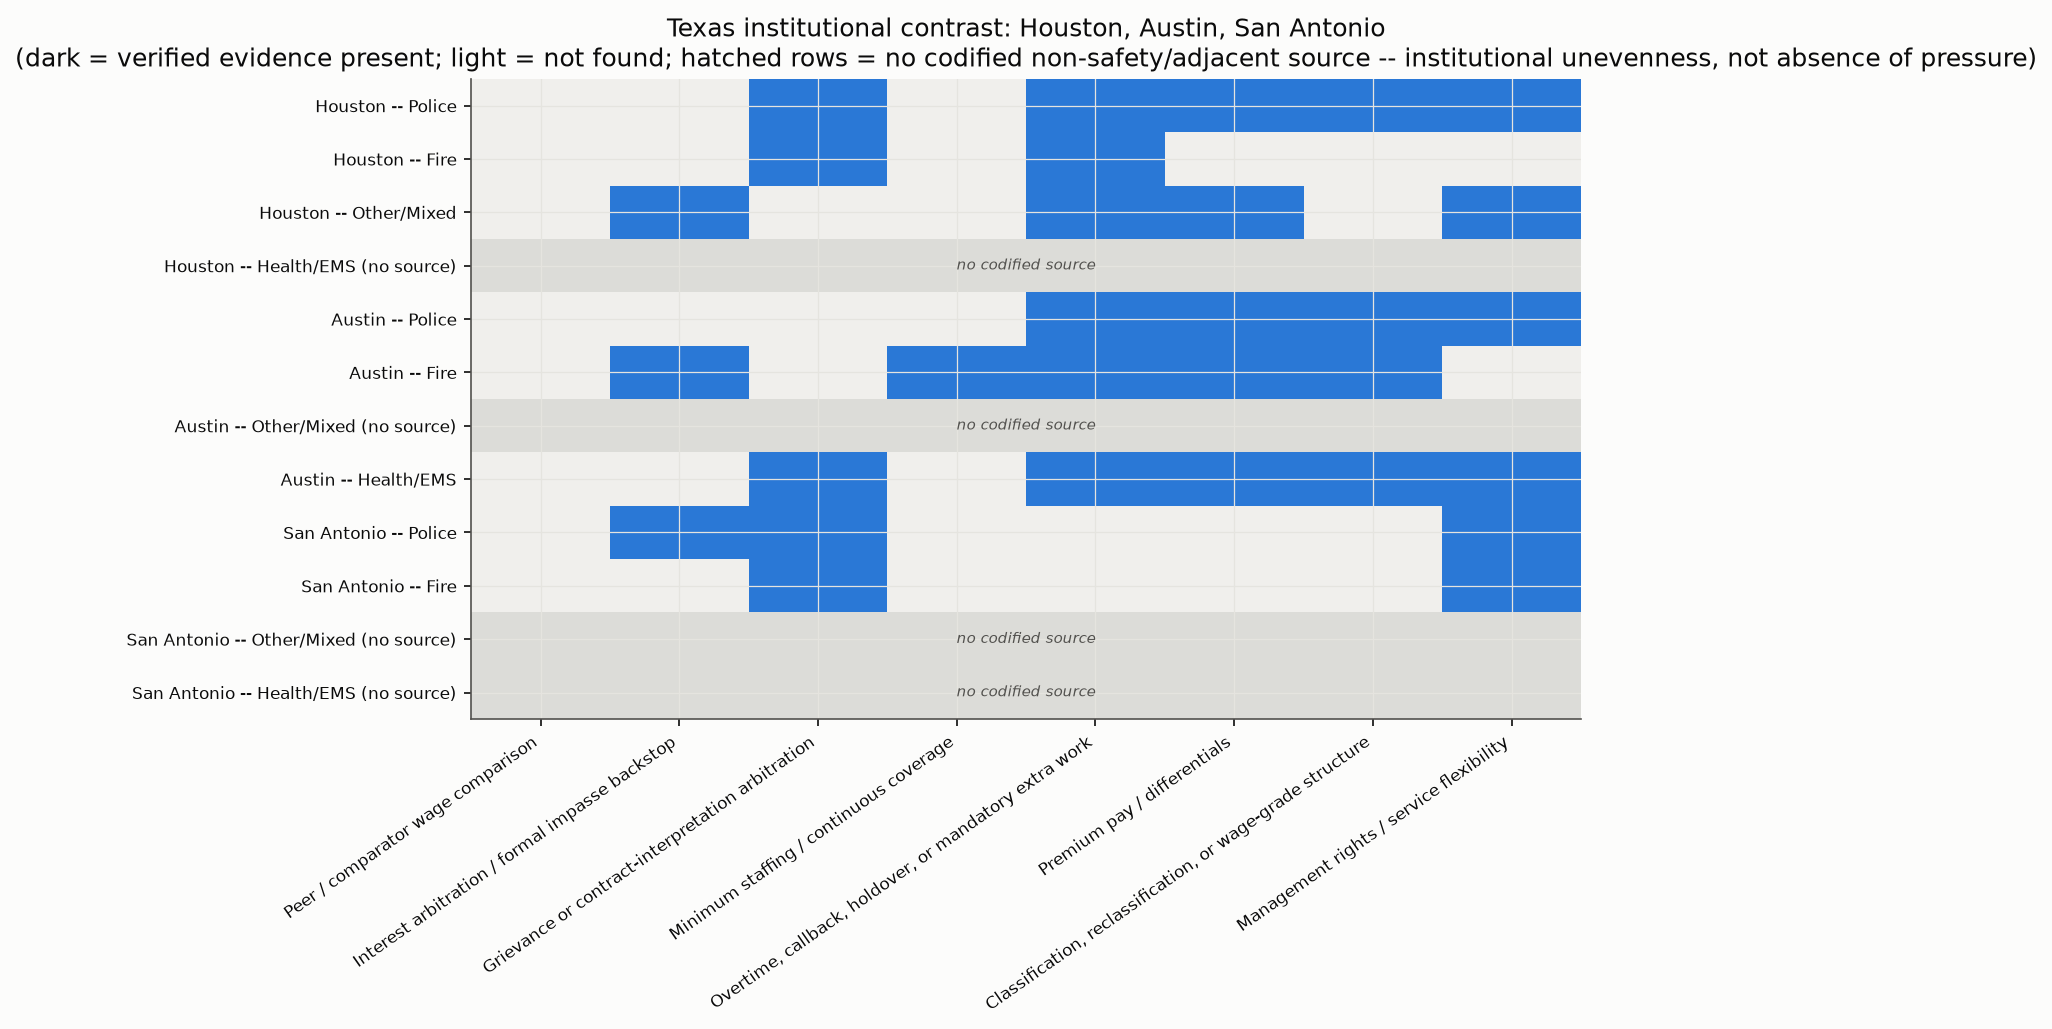 Texas institutional contrast: Houston, Austin, San Antonio
(dark = verified evidence present; light = not found; hatched rows = no codified non-safety/adjacent source -- institutional unevenness, not absence of pressure)
Houston -- Police
Houston -- Fire
Houston -- Other/Mixed
Houston -- Health/EMS (no source)
no codified source
Austin -- Police
Austin -- Fire
Austin -- Other/Mixed (no source)
no codified source
Austin -- Health/EMS
San Antonio -- Police
San Antonio -- Fire
San Antonio -- Other/Mixed (no source)
no codified source
San Antonio -- Health/EMS (no source)
no codified source
Peer / comparator wage comparison
Interest arbitration / formal impasse backstop
Grievance or contract-interpretation arbitration
Minimum staffing / continuous coverage
Overtime, callback, holdover, or mandatory extra work
Premium pay / differentials
Classification, reclassification, or wage-grade structure
Management rights / service flexibility